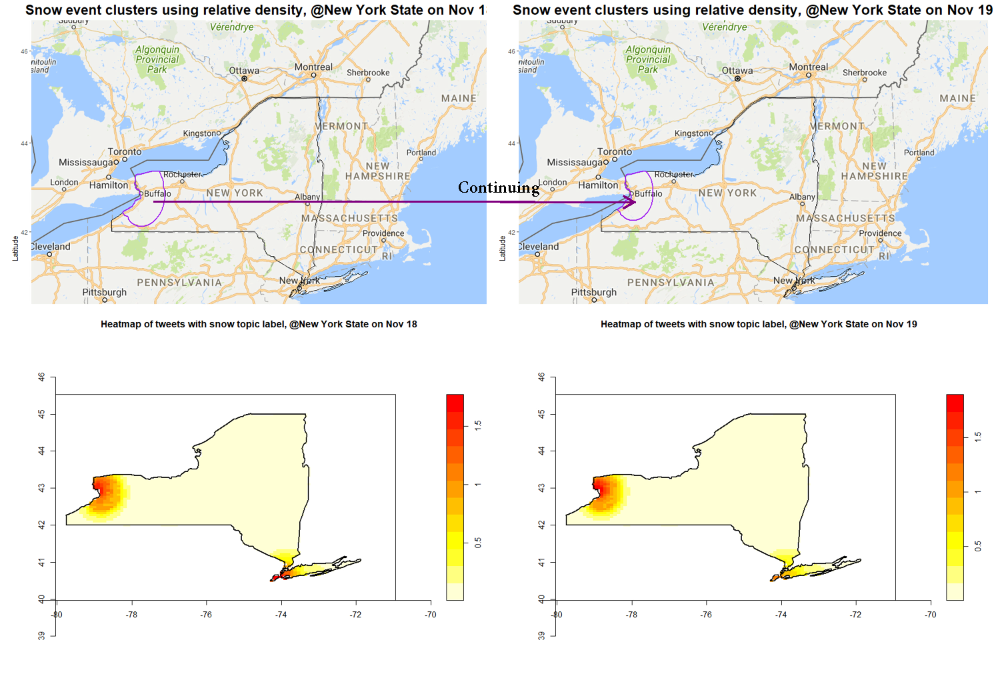 Snow event clusters using relative density, @New York State on Nov 1
Snow event clusters using relative density, @New York State on Nov 19
Sudbury
Vérendrye
46
Algonquin
Provincial
Park
nitoulin
sland
Ottawa
Montreal
Sherbrooke
MAINE
VERMONT
Kingston
44
Toronto
Mississauga
Portland
NEW
HAMPSHIRE
London
Hamilton
Rochester
Buffalo
NEW YORK
Albany
MASSACHUSETTS
42
Latitude
Providence
Cleveland
CONNECTICUT
RI
New York
PENNSYLVANIA
Pittsburgh
Continuing
Sudbury
Vérendrye
46
Algonquin
Provincial
Park
nitoulin
sland
Ottawa
Montreal
Sherbrooke
MAINE
VERMONT
Kingston
44
Toronto
Mississauga
Portland
NEW
HAMPSHIRE
London
Hamilton
Rochester
Buffalo
NEW YORK
Albany
MASSACHUSETTS
42
Latitude
Providence
Cleveland
CONNECTICUT
RI
New York
PENNSYLVANIA
Pittsburgh
Heatmap of tweets with snow topic label, @New York State on Nov 18
46
45
44
43
42
41
40
39
-80 -78 -76 -74 -72 -70
1.5
1
0.5
Heatmap of tweets with snow topic label, @New York State on Nov 19
46
45
44
43
42
41
40
39
-80 -78 -76 -74 -72 -70
1.5
1
0.5